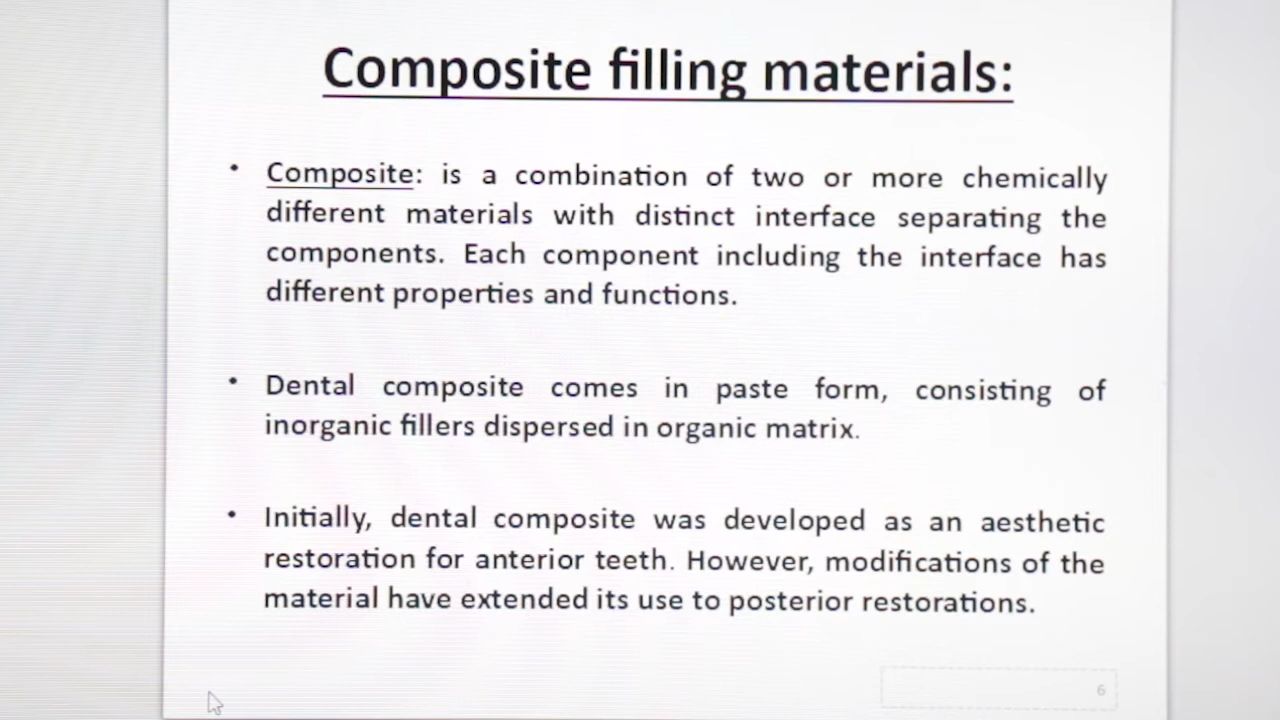 Composite filling materials:
• Composite: is a combination of two or more chemically
different materials with distinct interface separating the
components. Each component including the interface has
different properties and functions.
• Dental composite comes in paste form, consisting of
inorganic fillers dispersed in organic matrix.
• Initially, dental composite was developed as an aesthetic
restoration for anterior teeth. However, modifications of the
material have extended its use to posterior restorations.
6